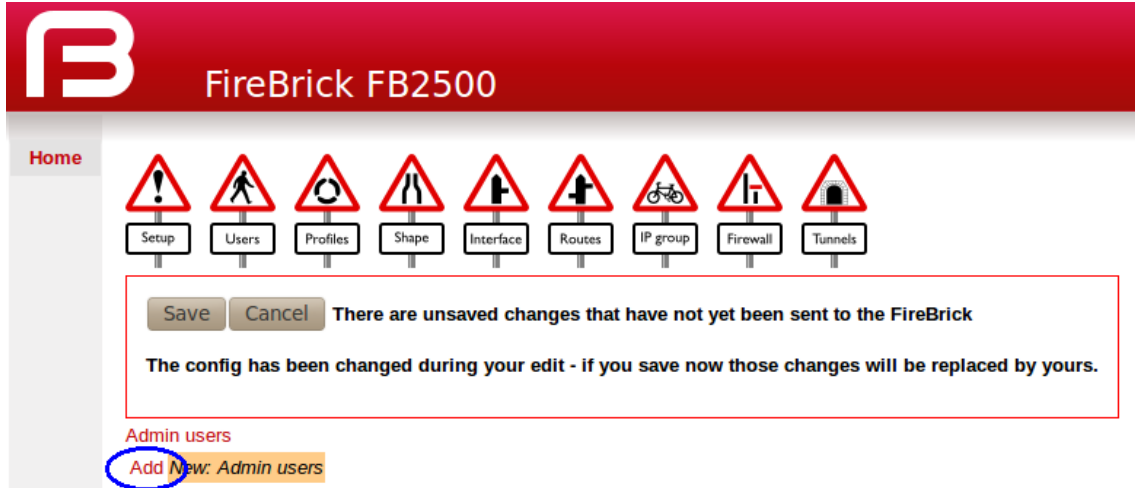 FireBrick FB2500
Home
Setup Users Profiles Shape Interface Routes IP group Firewall Tunnels
Save Cancel There are unsaved changes that have not yet been sent to the FireBrick
The config has been changed during your edit - if you save now those changes will be replaced by yours.
Admin users
Add New: Admin users